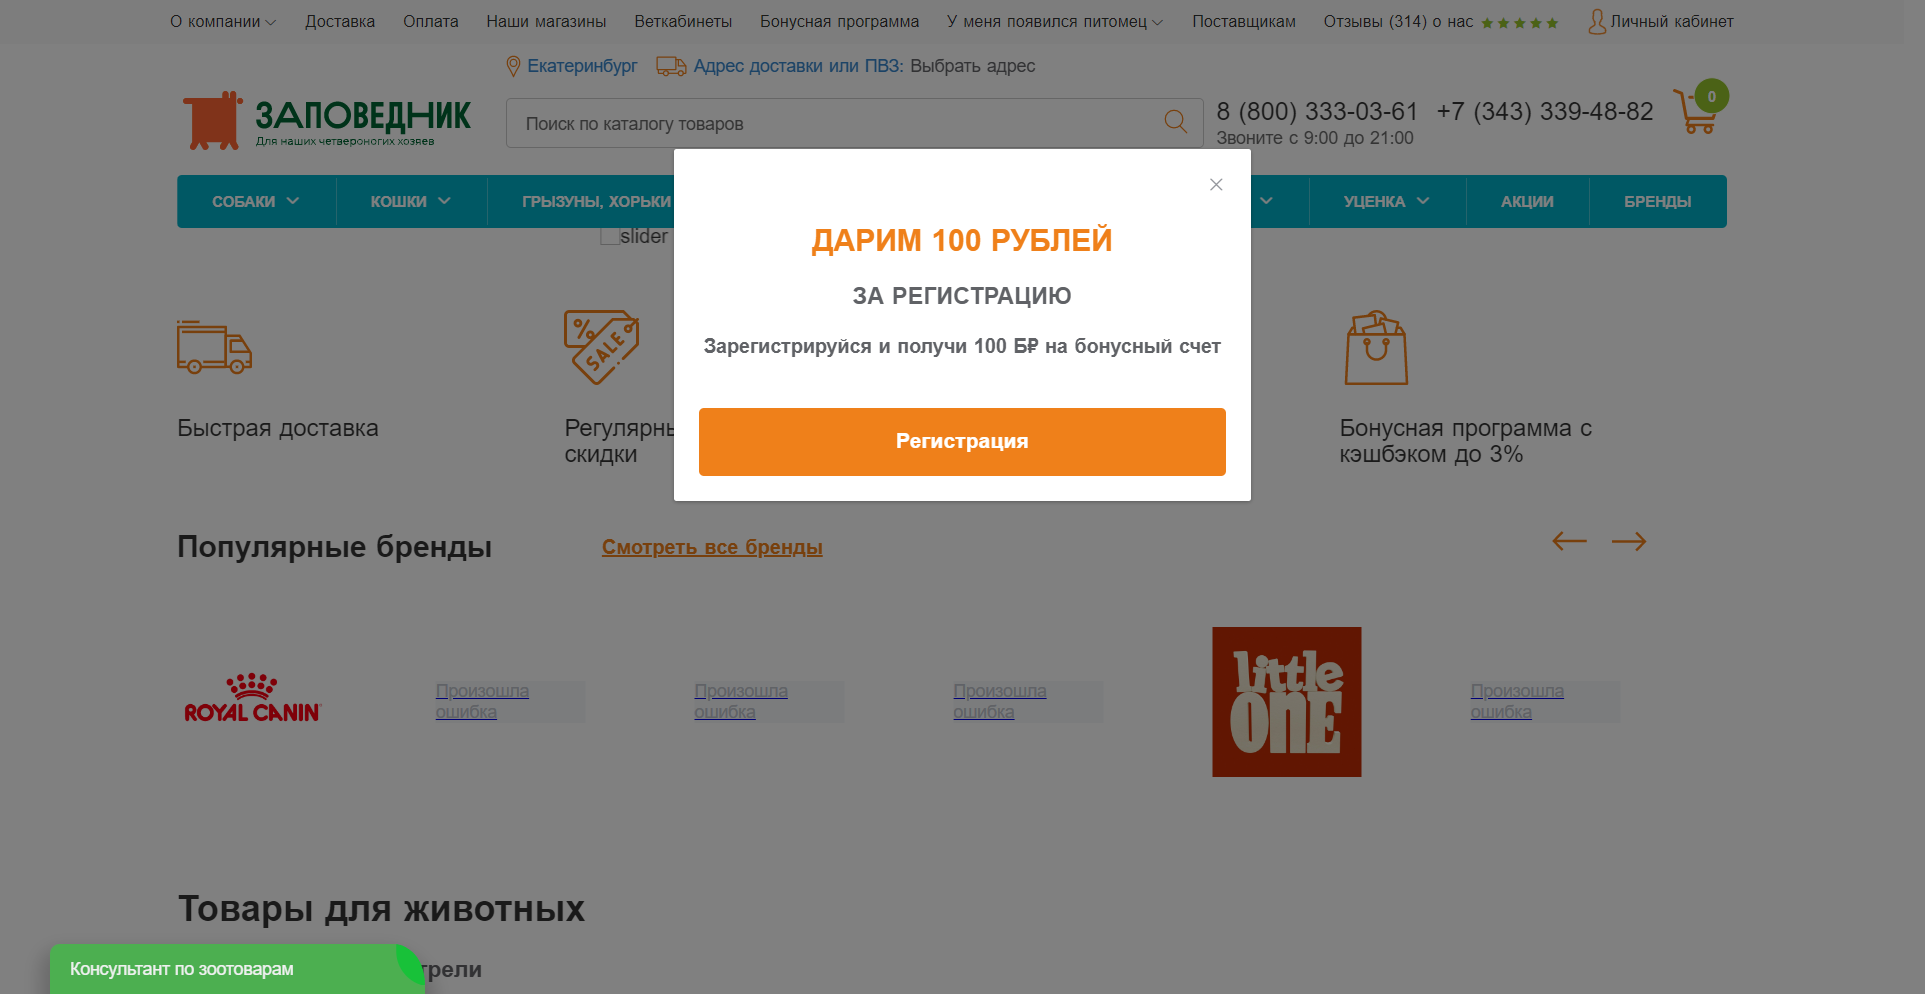 О компании
Доставка
Оплата
Наши магазины
Веткабинеты
Бонусная программа
У меня появился питомец
Поставщикам
Отзывы (314) о нас
Личный кабинет
Екатеринбург
Адрес доставки или ПВЗ: Выбрать адрес
ЗАПОВЕДНИК
Для наших четвероногих хозяев
Поиск по каталогу товаров
8 (800) 333-03-61 +7 (343) 339-48-82
Звоните с 9:00 до 21:00
0
СОБАКИ
КОШКИ
ГРЫЗУНЫ, ХОРЬКИ
УЦЕНКА
АКЦИИ
БРЕНДЫ
slider
ДАРИМ 100 РУБЛЕЙ
ЗА РЕГИСТРАЦИЮ
Зарегистрируйся и получи 100 Б₽ на бонусный счет
Регистрация
Быстрая доставка
% SALE
Регулярн
скидки
Бонусная программа с
кэшбэком до 3%
Популярные бренды
Смотреть все бренды
ROYAL CANIN
Произошла
ошибка
Произошла
ошибка
Произошла
ошибка
little
ONE
Произошла
ошибка
Товары для животных
трели
Консультант по зоотоварам